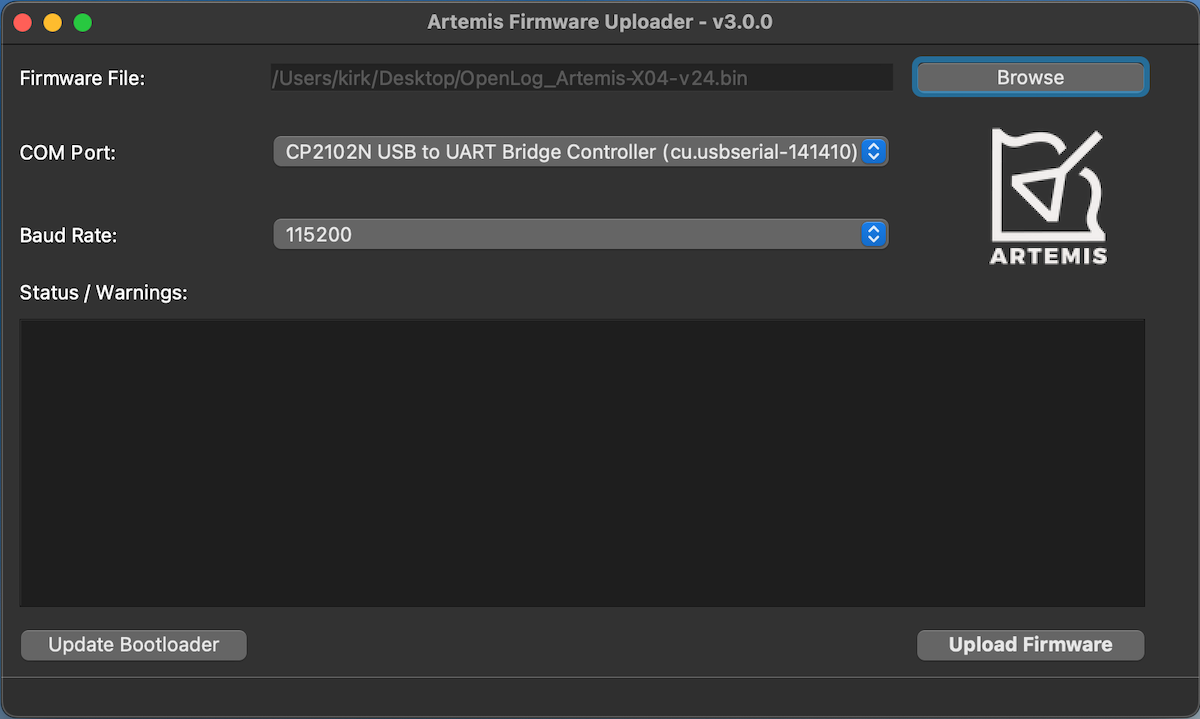 Artemis Firmware Uploader - v3.0.0
Firmware File: /Users/kirk/Desktop/OpenLog_Artemis-X04-v24.bin Browse
COM Port: CP2102N USB to UART Bridge Controller (cu.usbserial-141410)
ARTEMIS
Baud Rate: 115200
Status / Warnings:
Update Bootloader Upload Firmware